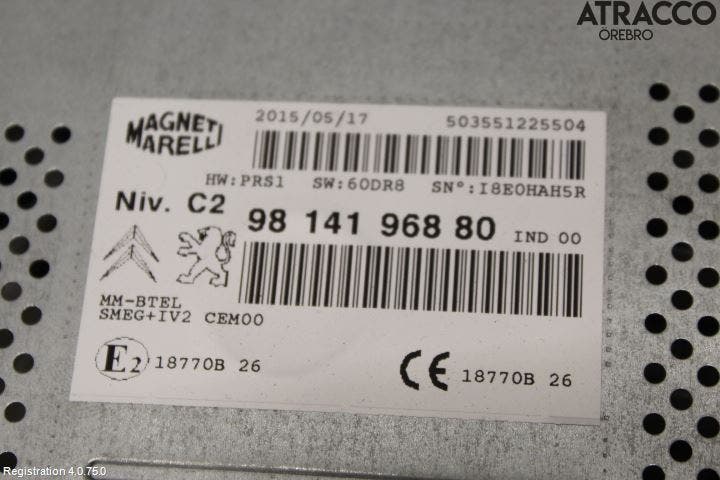 ATRACCO
ÖREBRO
MAGNETI
MARELLI
2015/05/17 503551225504
HW:PRS1 SW:60DR8 SN°:I8E0HAH5R
Niv. C2 98 141 968 80 IND 00
MM-BTEL
SMEG+IV2 CEM00
E2 18770B 26
CE 18770B 26
Registration 4.0.75.0